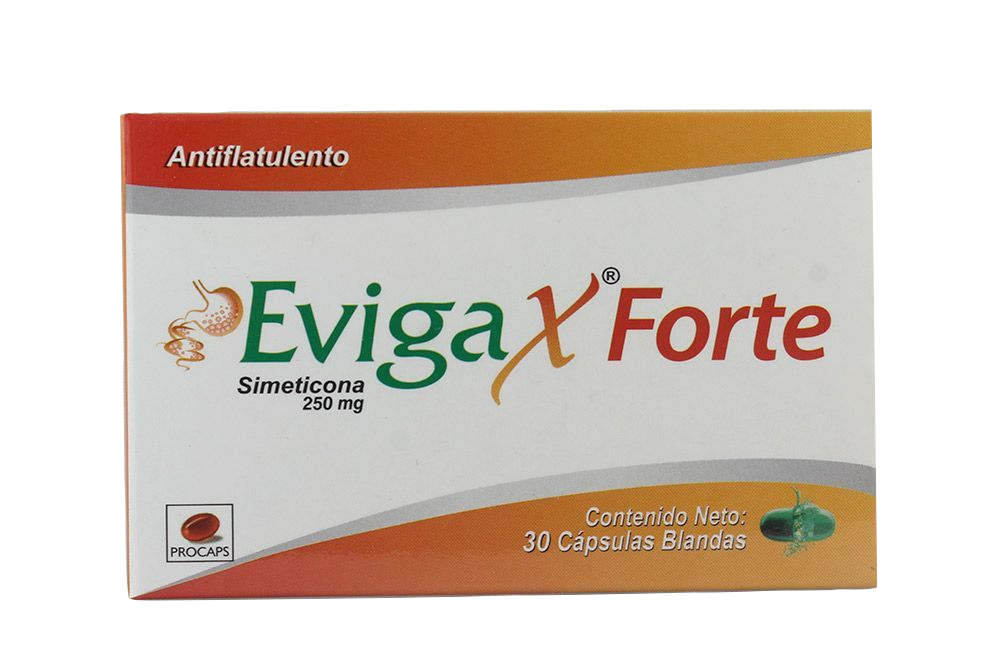 Antiflatulento
EvigaX® Forte
Simeticona
250 mg
PROCAPS
Contenido Neto:
30 Cápsulas Blandas